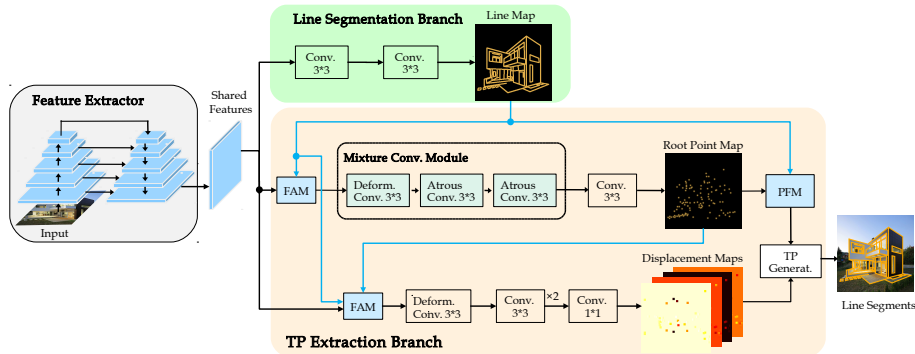 Line Segmentation Branch
Line Map
Conv.
3*3
Conv.
3*3
Feature Extractor
Shared
Features
Input
Mixture Conv. Module
Root Point Map
FAM
Deform.
Conv. 3*3
Atrous
Conv. 3*3
Atrous
Conv. 3*3
Conv.
3*3
PFM
TP
Generat.
Line Segments
Displacement Maps
FAM
Deform.
Conv. 3*3
Conv.
3*3
×2
Conv.
1*1
TP Extraction Branch